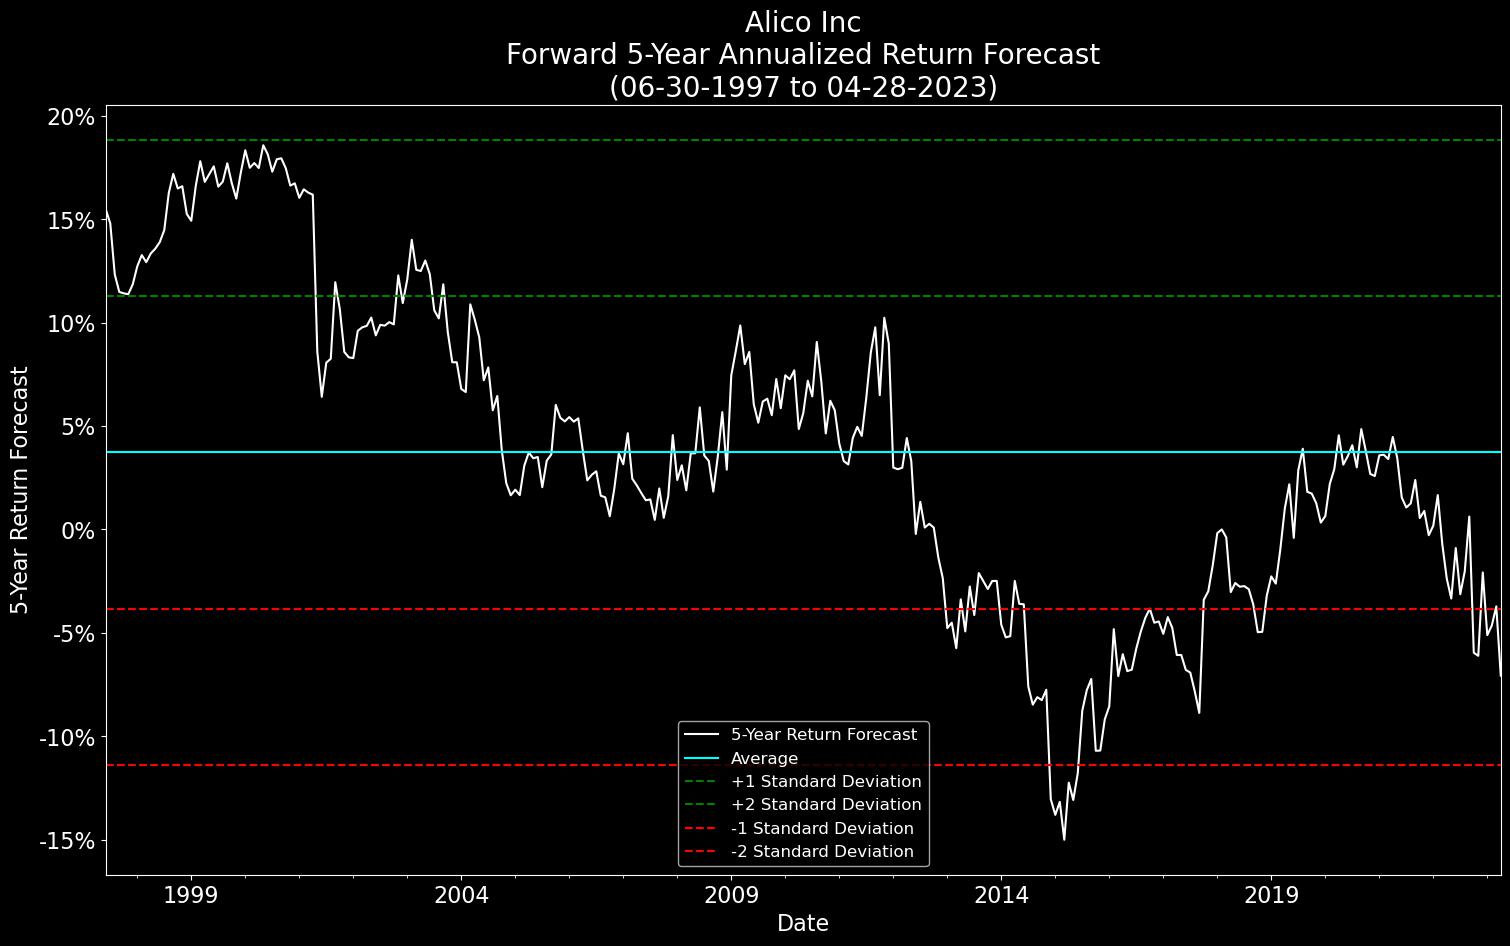 Alico Inc
Forward 5-Year Annualized Return Forecast
(06-30-1997 to 04-28-2023)
20%
15%
10%
5%
0%
-5%
-10%
-15%
5-Year Return Forecast
5-Year Return Forecast
Average
+1 Standard Deviation
+2 Standard Deviation
-1 Standard Deviation
-2 Standard Deviation
1999 2004 2009 2014 2019
Date